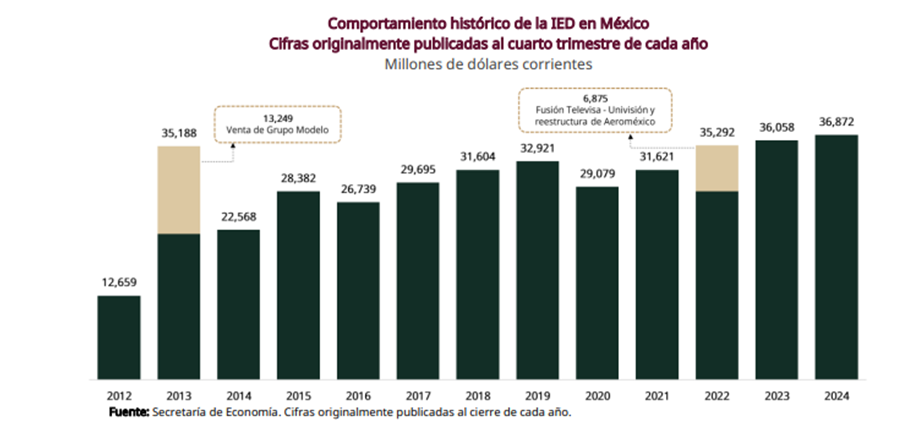 Comportamiento histórico de la IED en México
Cifras originalmente publicadas al cuarto trimestre de cada año
Millones de dólares corrientes
13,249
Venta de Grupo Modelo
6,875
Fusión Televisa - Univisión y
reestructura de Aeroméxico
12,659
35,188
22,568
28,382
26,739
29,695
31,604
32,921
29,079
31,621
35,292
36,058
36,872
2012 2013 2014 2015 2016 2017 2018 2019 2020 2021 2022 2023 2024
Fuente: Secretaría de Economía. Cifras originalmente publicadas al cierre de cada año.